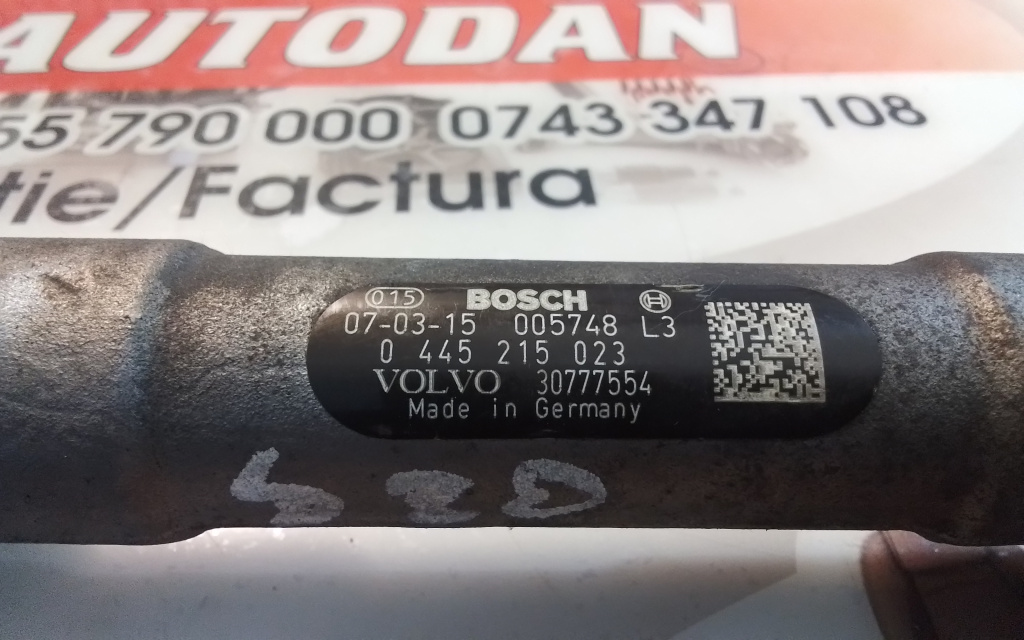 AUTODAN
55 790 000 0743 347 108
tie/Factura
015 BOSCH
07-03-15 005748 L3
0 445 215 023
VOLVO 30777554
Made in Germany
S2D